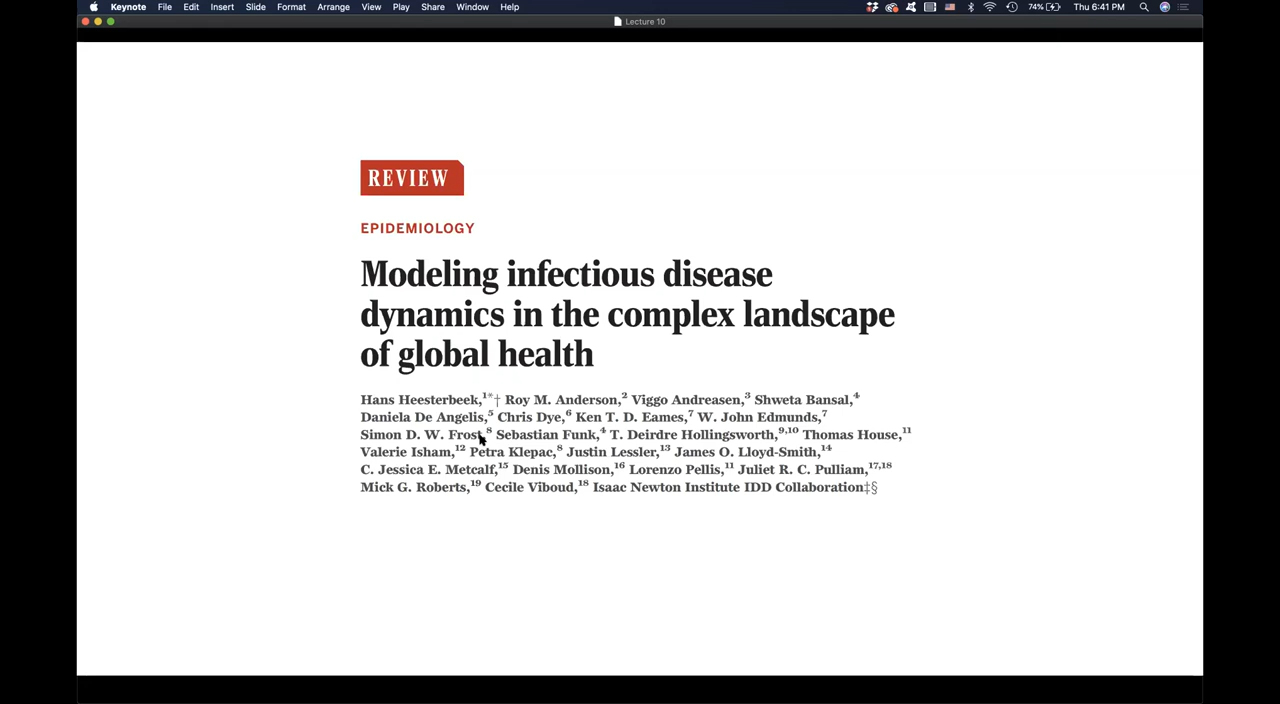 Keynote File Edit Insert Slide Format Arrange View Play Share Window Help 74% Thu 6:41 PM
Lecture 10
REVIEW
EPIDEMIOLOGY
Modeling infectious disease
dynamics in the complex landscape
of global health
Hans Heesterbeek,1*† Roy M. Anderson,2 Viggo Andreasen,3 Shweta Bansal,4
Daniela De Angelis,5 Chris Dye,6 Ken T. D. Eames,7 W. John Edmunds,7
Simon D. W. Frost,8 Sebastian Funk,4 T. Deirdre Hollingsworth,9,10 Thomas House,11
Valerie Isham,12 Petra Klepac,8 Justin Lessler,13 James O. Lloyd-Smith,14
C. Jessica E. Metcalf,15 Denis Mollison,16 Lorenzo Pellis,11 Juliet R. C. Pulliam,17,18
Mick G. Roberts,19 Cecile Viboud,18 Isaac Newton Institute IDD Collaboration‡§